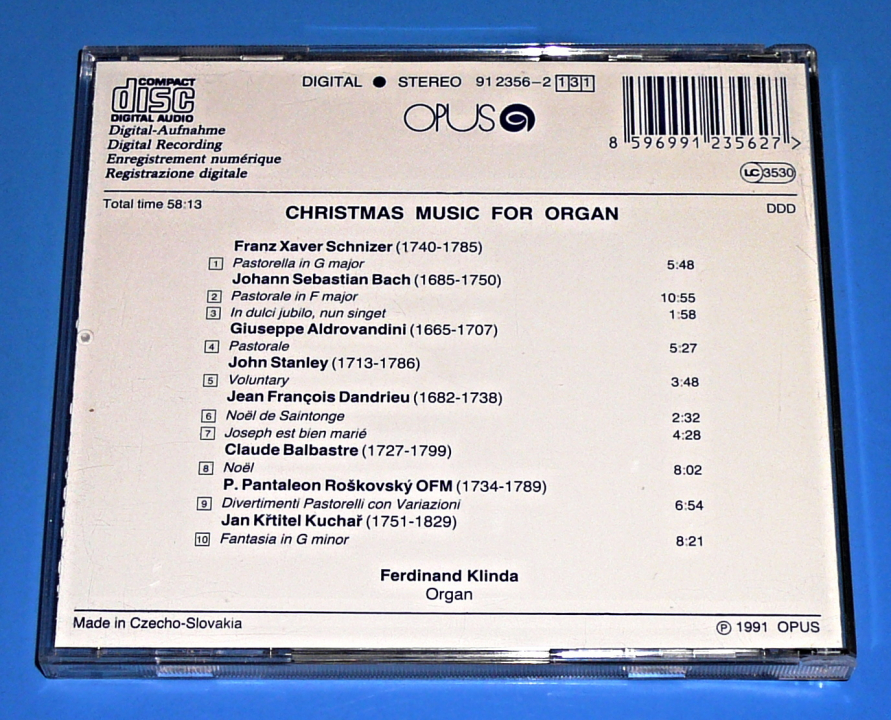 COMPACT
disc
DIGITAL AUDIO
Digital-Aufnahme
Digital Recording
Enregistrement numérique
Registrazione digitale
DIGITAL ● STEREO 91 2356-2 131
OPUS
8 596991 235627 >
LC 3530
Total time 58:13
CHRISTMAS MUSIC FOR ORGAN
DDD
Franz Xaver Schnizer (1740-1785)
1 Pastorella in G major 5:48
Johann Sebastian Bach (1685-1750)
2 Pastorale in F major 10:55
3 In dulci jubilo, nun singet 1:58
Giuseppe Aldrovandini (1665-1707)
4 Pastorale 5:27
John Stanley (1713-1786)
5 Voluntary 3:48
Jean François Dandrieu (1682-1738)
6 Noël de Saintonge 2:32
7 Joseph est bien marié 4:28
Claude Balbastre (1727-1799)
8 Noël 8:02
P. Pantaleon Roškovský OFM (1734-1789)
9 Divertimenti Pastorelli con Variazioni 6:54
Jan Křtitel Kuchař (1751-1829)
10 Fantasia in G minor 8:21
Ferdinand Klinda
Organ
Made in Czecho-Slovakia
℗ 1991 OPUS